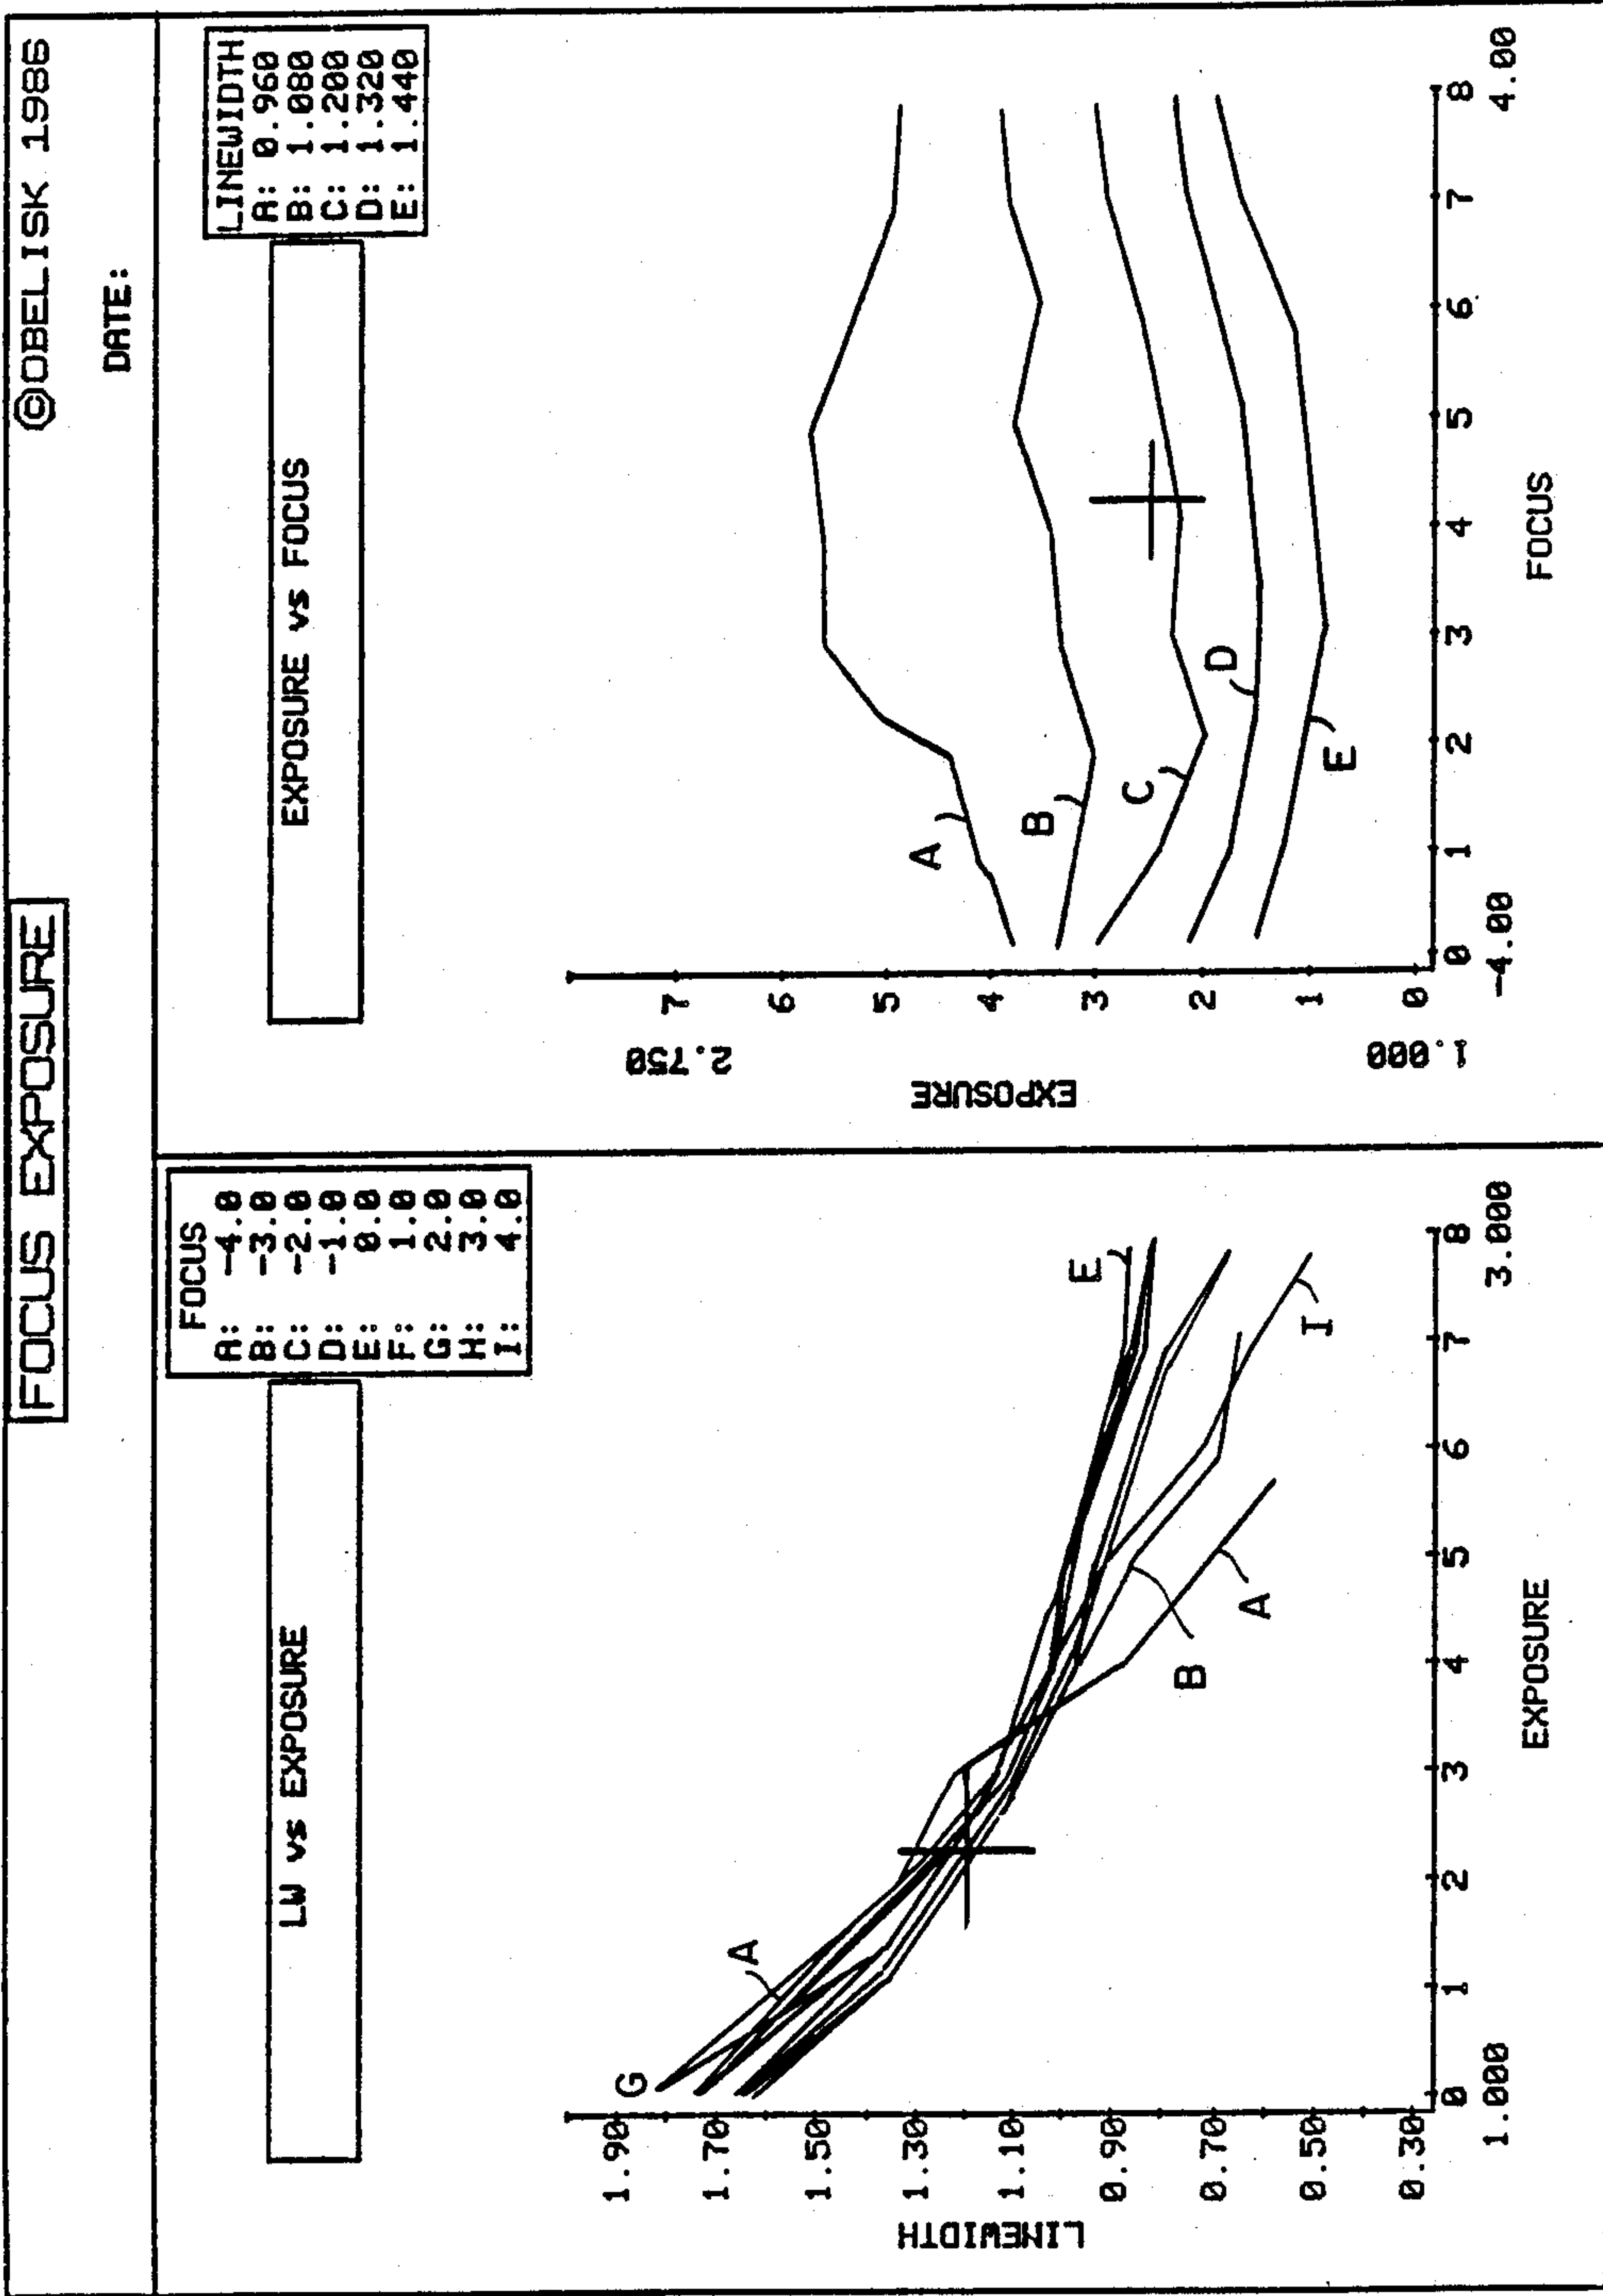 FOCUS EXPOSURE
©OBELISK 1986
DATE:
LW vs EXPOSURE
FOCUS
A: -4.0
B: -3.0
C: -2.0
D: -1.0
E: 0.0
F: 1.0
G: 2.0
H: 3.0
I: 4.0
LINEWIDTH
1.90
1.70
1.50
1.30
1.10
0.90
0.70
0.50
0.30
G
A
E
I
B
A
0 1 2 3 4 5 6 7 8
1.000 3.000
EXPOSURE
EXPOSURE vs FOCUS
LINEWIDTH
A: 0.960
B: 1.080
C: 1.200
D: 1.320
E: 1.440
EXPOSURE
2.750
1.000
7
6
5
4
3
2
1
0
A
B
C
D
E
0 1 2 3 4 5 6 7 8
-4.00 4.00
FOCUS